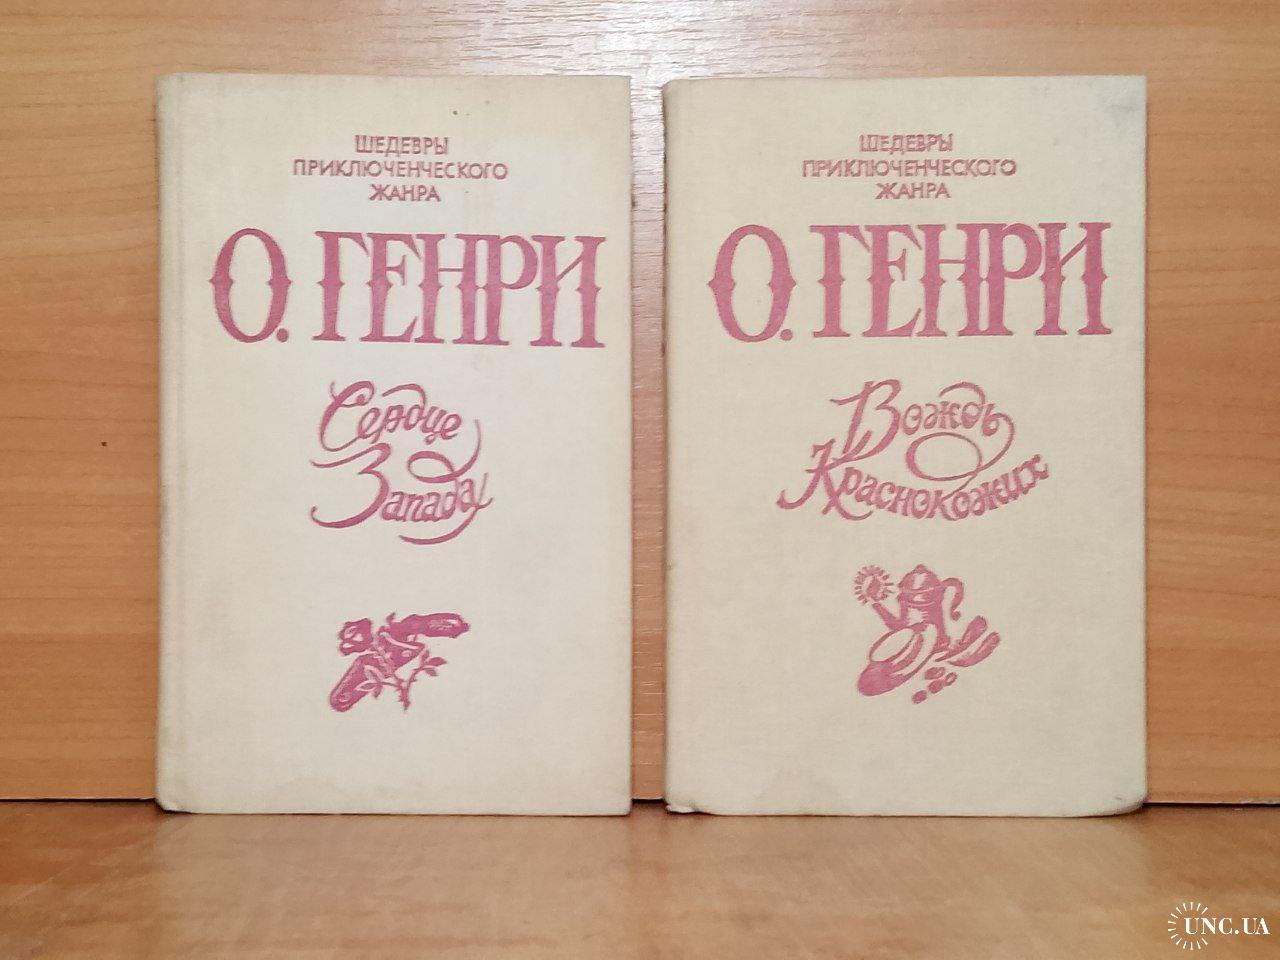 ШЕДЕВРЫ
ПРИКЛЮЧЕНЧЕСКОГО
ЖАНРА
О. ГЕНРИ
Сердце
Запада
ШЕДЕВРЫ
ПРИКЛЮЧЕНЧЕСКОГО
ЖАНРА
О. ГЕНРИ
Вождь
Краснокожих
UNC.UA